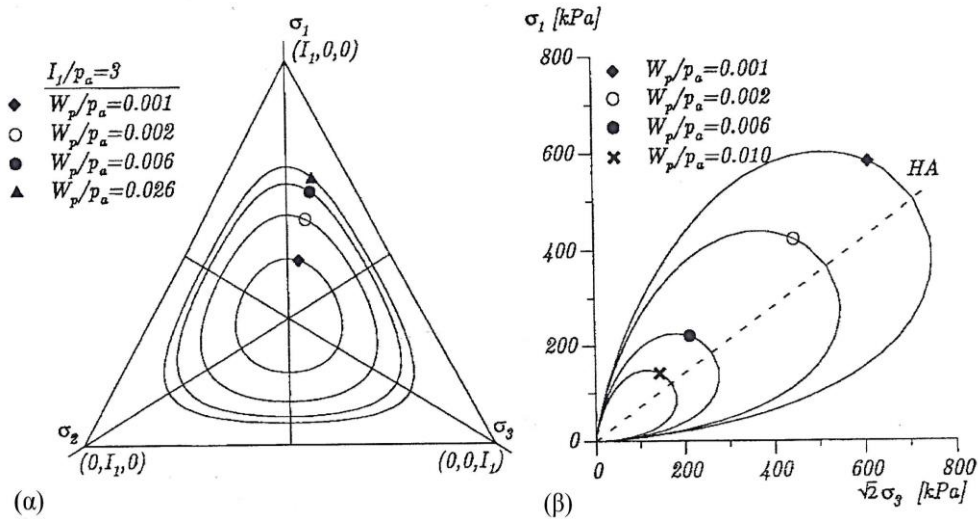 σ₁
(I₁,0,0)
I₁/pₐ=3
Wₚ/pₐ=0.001
Wₚ/pₐ=0.002
Wₚ/pₐ=0.006
Wₚ/pₐ=0.026
σ₂
(0,I₁,0)
σ₃
(0,0,I₁)
(α)
σ₁ [kPa]
800
600
400
200
0
Wₚ/pₐ=0.001
Wₚ/pₐ=0.002
Wₚ/pₐ=0.006
Wₚ/pₐ=0.010
HA
0 200 400 600 800
√2 σ₃ [kPa]
(β)